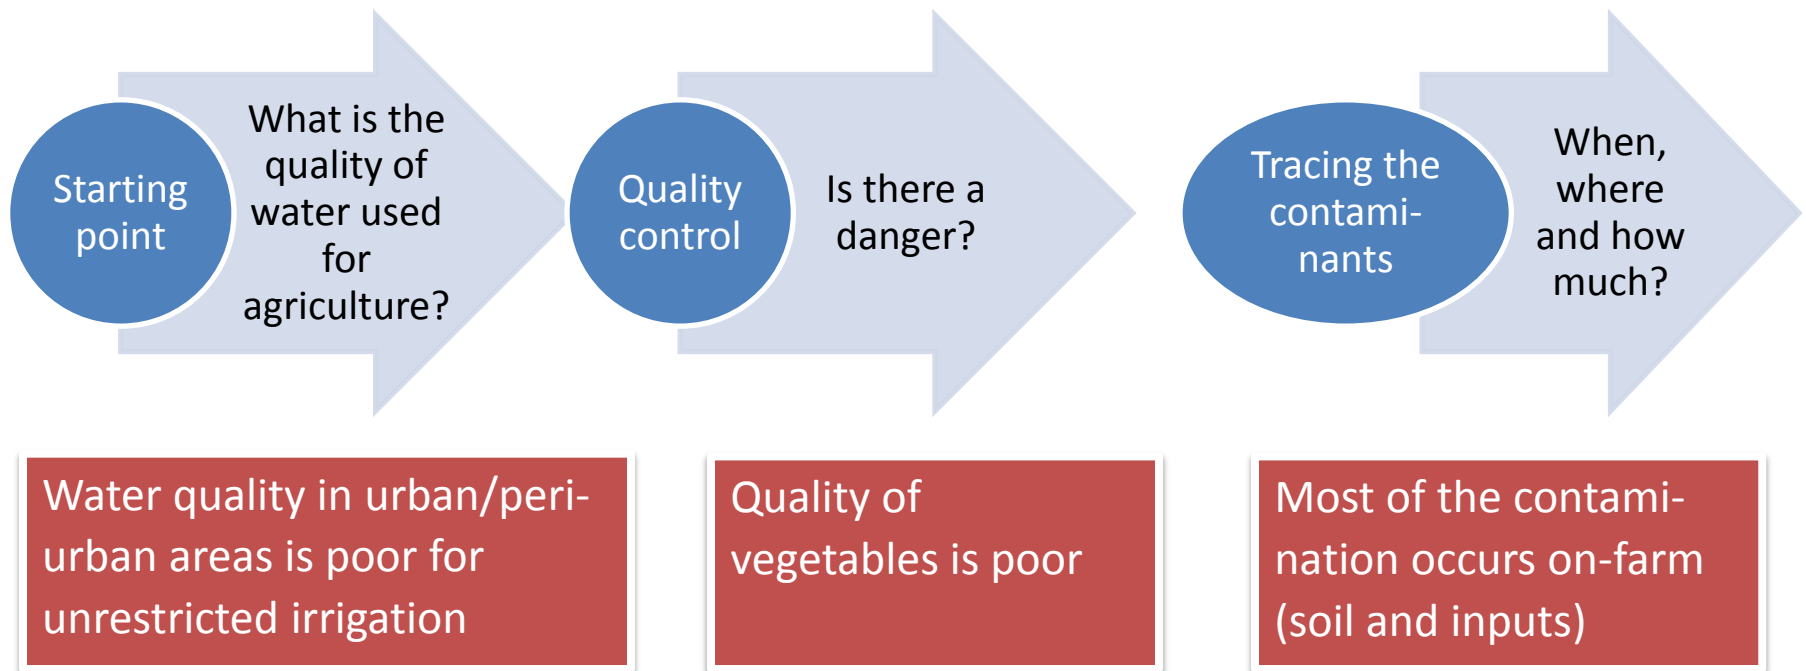 Starting
point
What is the
quality of
water used
for
agriculture?
Quality
control
Is there a
danger?
Tracing the
contami-
nants
When,
where
and how
much?
Water quality in urban/peri-
urban areas is poor for
unrestricted irrigation
Quality of
vegetables is poor
Most of the contami-
nation occurs on-farm
(soil and inputs)